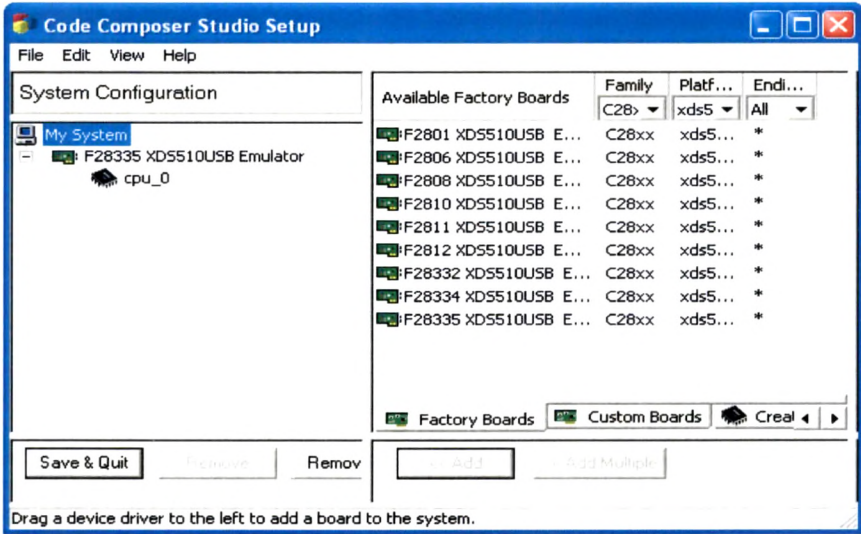 Code Composer Studio Setup
File Edit View Help
System Configuration
My System
F28335 XDS510USB Emulator
cpu_0
Available Factory Boards Family Platf... Endi...
C28x xds5 All
F2801 XDS510USB E... C28xx xds5... *
F2806 XDS510USB E... C28xx xds5... *
F2808 XDS510USB E... C28xx xds5... *
F2810 XDS510USB E... C28xx xds5... *
F2811 XDS510USB E... C28xx xds5... *
F2812 XDS510USB E... C28xx xds5... *
F28332 XDS510USB E... C28xx xds5... *
F28334 XDS510USB E... C28xx xds5... *
F28335 XDS510USB E... C28xx xds5... *
Factory Boards Custom Boards Creat
Save & Quit Remove Remov << Add Add Multiple
Drag a device driver to the left to add a board to the system.